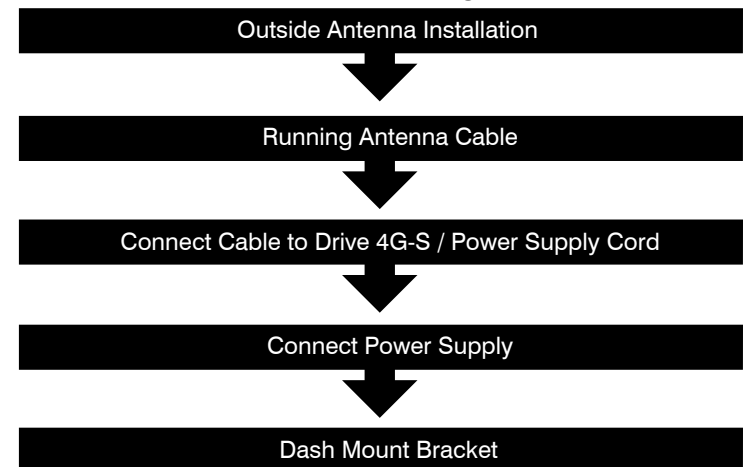 Outside Antenna Installation
Running Antenna Cable
Connect Cable to Drive 4G-S / Power Supply Cord
Connect Power Supply
Dash Mount Bracket